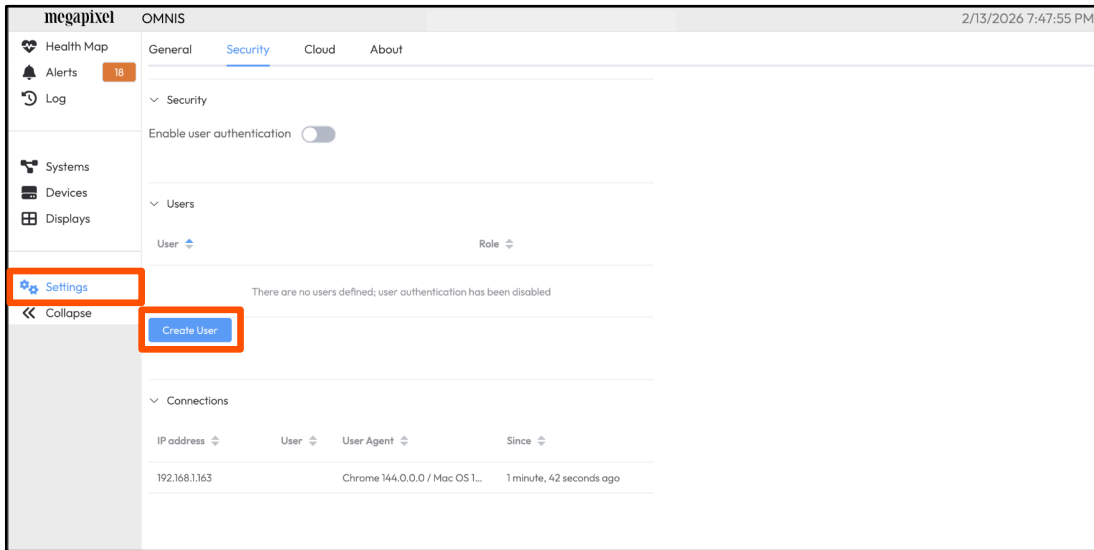 megapixel OMNIS 2/13/2026 7:47:55 PM
Health Map
Alerts 18
Log
Systems
Devices
Displays
Settings
Collapse
General Security Cloud About
Security
Enable user authentication
Users
User Role
There are no users defined; user authentication has been disabled
Create User
Connections
IP address User User Agent Since
192.168.1.163 Chrome 144.0.0.0 / Mac OS 1... 1 minute, 42 seconds ago